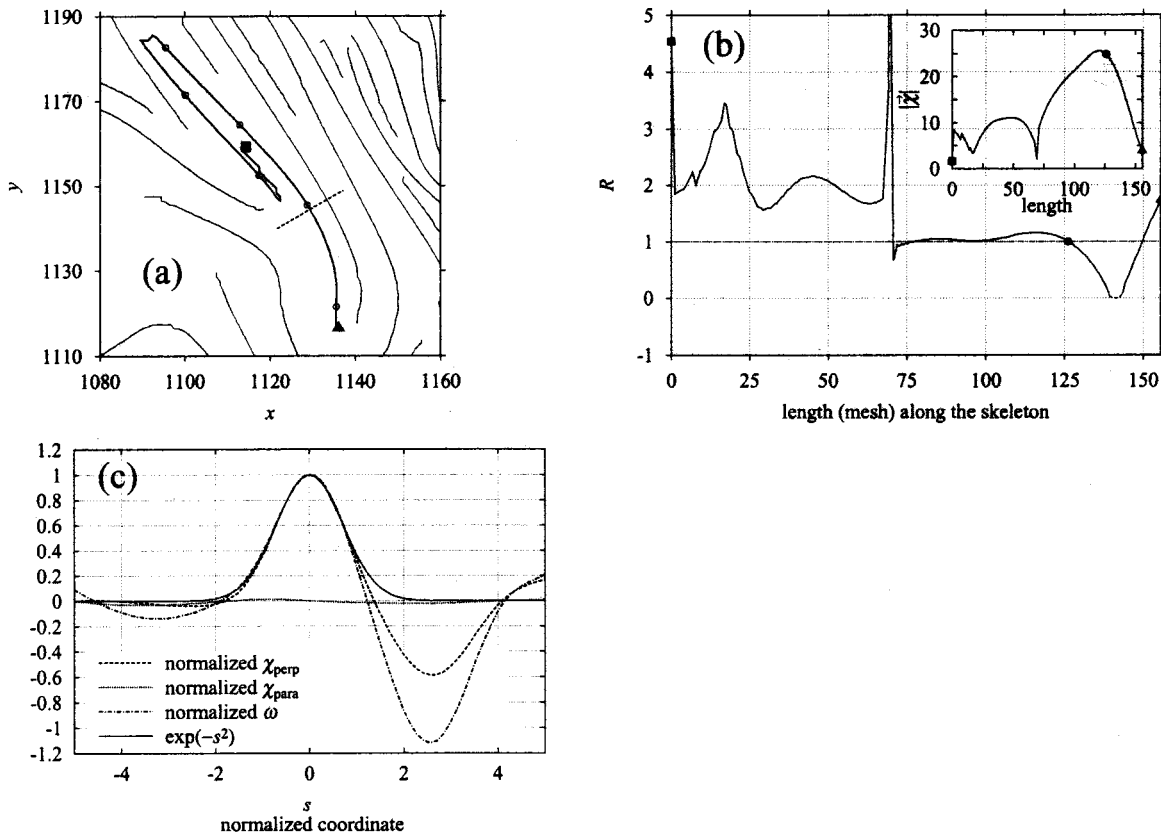 1190
1170
1150
1130
1110
y
(a)
1080 1100 1120 1140 1160
x
5
4
3
2
1
0
-1
R
(b)
30
20
10
0
|χ⃗|
0 50 100 150
length
0 25 50 75 100 125 150
length (mesh) along the skeleton
1.2
1
0.8
0.6
0.4
0.2
0
-0.2
-0.4
-0.6
-0.8
-1
-1.2
(c)
normalized χperp
normalized χpara
normalized ω
exp(−s²)
-4 -2 0 2 4
s
normalized coordinate